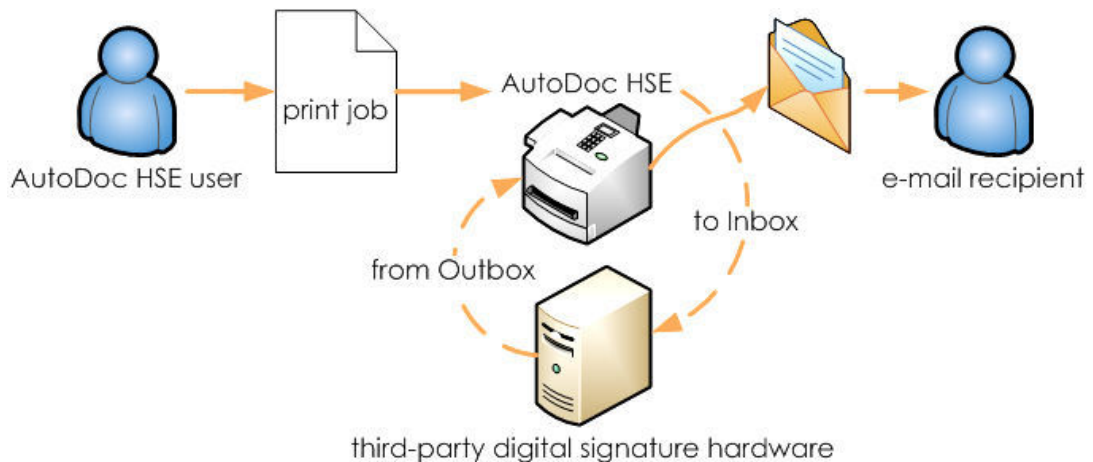 print job
AutoDoc HSE
AutoDoc HSE user
e-mail recipient
to Inbox
from Outbox
third-party digital signature hardware